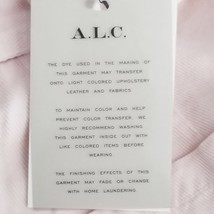 A.L.C.
THE DYE USED IN THE MAKING OF
THIS GARMENT MAY TRANSFER
ONTO LIGHT COLORED UPHOLSTERY
LEATHER AND FABRICS.
TO MAINTAIN COLOR AND HELP
PREVENT COLOR TRANSFER, WE
HIGHLY RECOMMEND WASHING
THIS GARMENT INSIDE OUT WITH
LIKE COLORED ITEMS BEFORE
WEARING.
THE FINISHING EFFECTS OF THIS
GARMENT MAY FADE OR CHANGE
WITH HOME LAUNDERING.